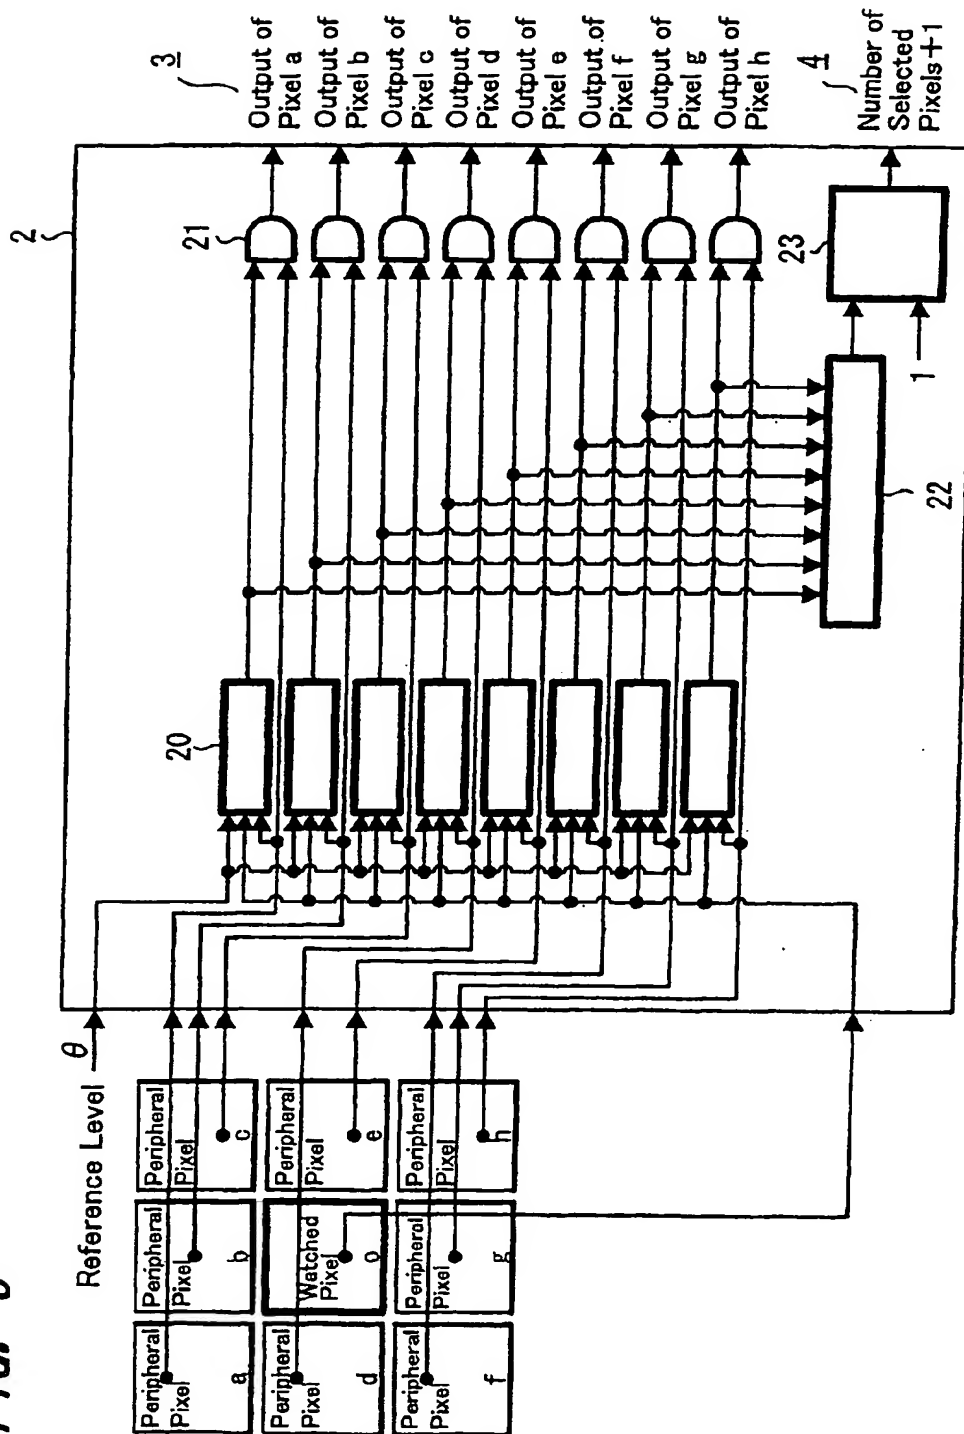 FIG.
2
Reference Level θ
Peripheral
Pixel
a
Peripheral
Pixel
b
Peripheral
Pixel
c
Peripheral
Pixel
d
Watched
Pixel
o
Peripheral
Pixel
e
Peripheral
Pixel
f
Peripheral
Pixel
g
Peripheral
Pixel
h
20
21
3
Output of
Pixel a
Output of
Pixel b
Output of
Pixel c
Output of
Pixel d
Output of
Pixel e
Output of
Pixel f
Output of
Pixel g
Output of
Pixel h
22
1
23
4
Number of
Selected
Pixels+1